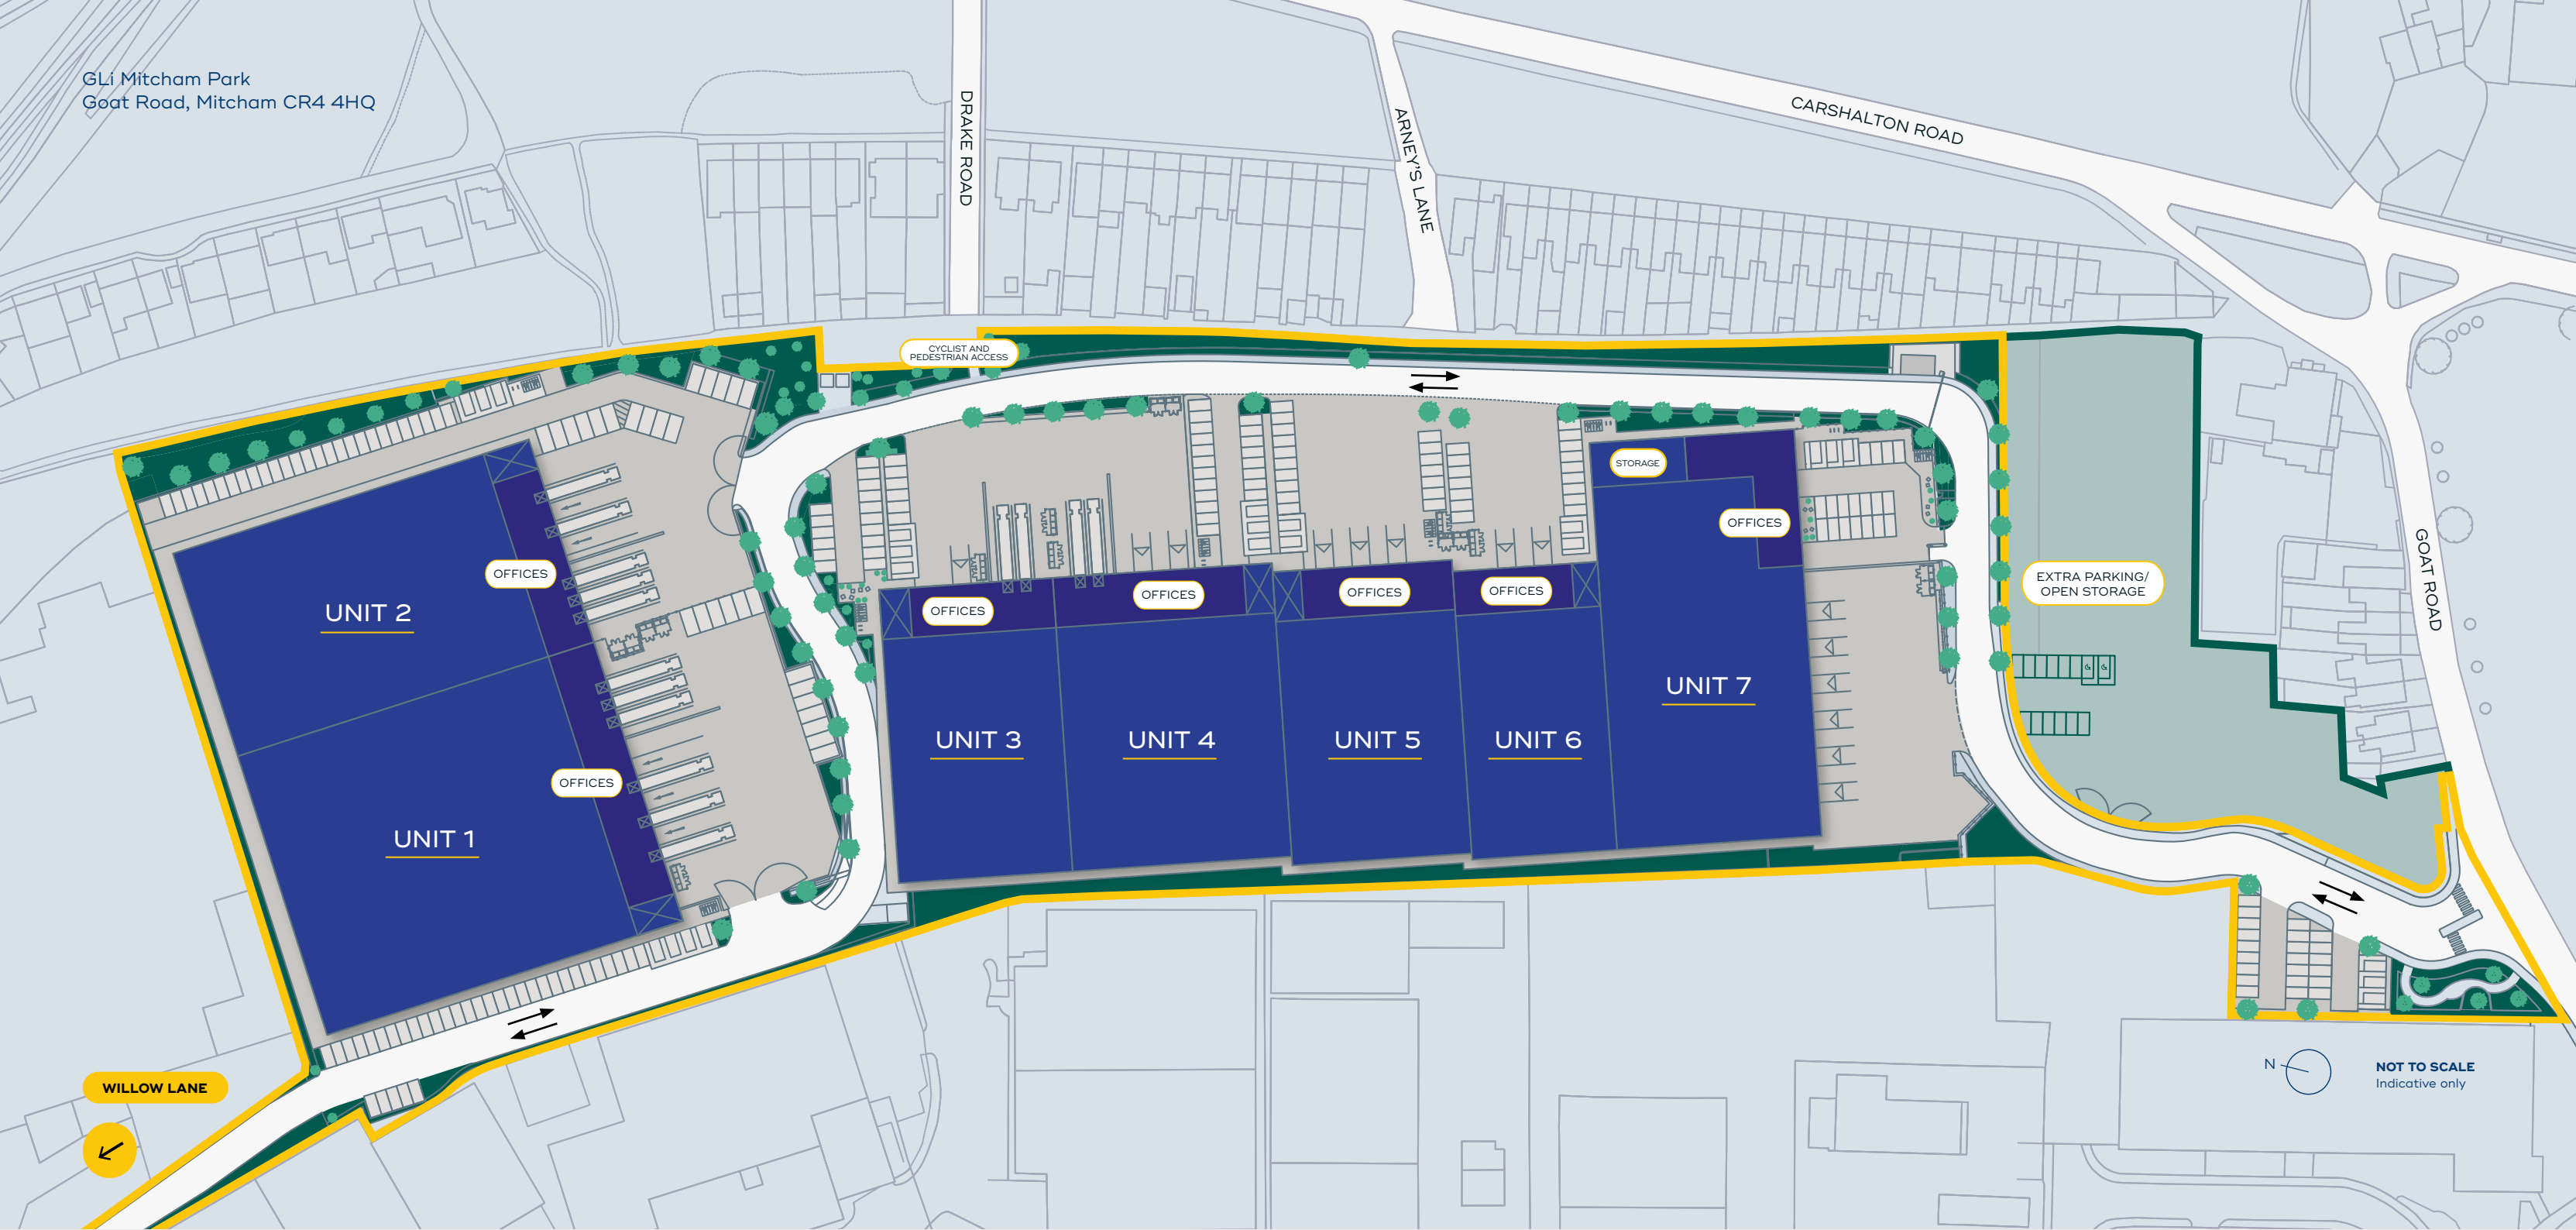 GLi Mitcham Park
Goat Road, Mitcham CR4 4HQ
DRAKE ROAD
ARNEY'S LANE
CARSHALTON ROAD
GOAT ROAD
CYCLIST AND
PEDESTRIAN ACCESS
UNIT 2
OFFICES
UNIT 1
OFFICES
OFFICES
OFFICES
OFFICES
OFFICES
STORAGE
OFFICES
UNIT 3
UNIT 4
UNIT 5
UNIT 6
UNIT 7
EXTRA PARKING/
OPEN STORAGE
WILLOW LANE
N
NOT TO SCALE
Indicative only